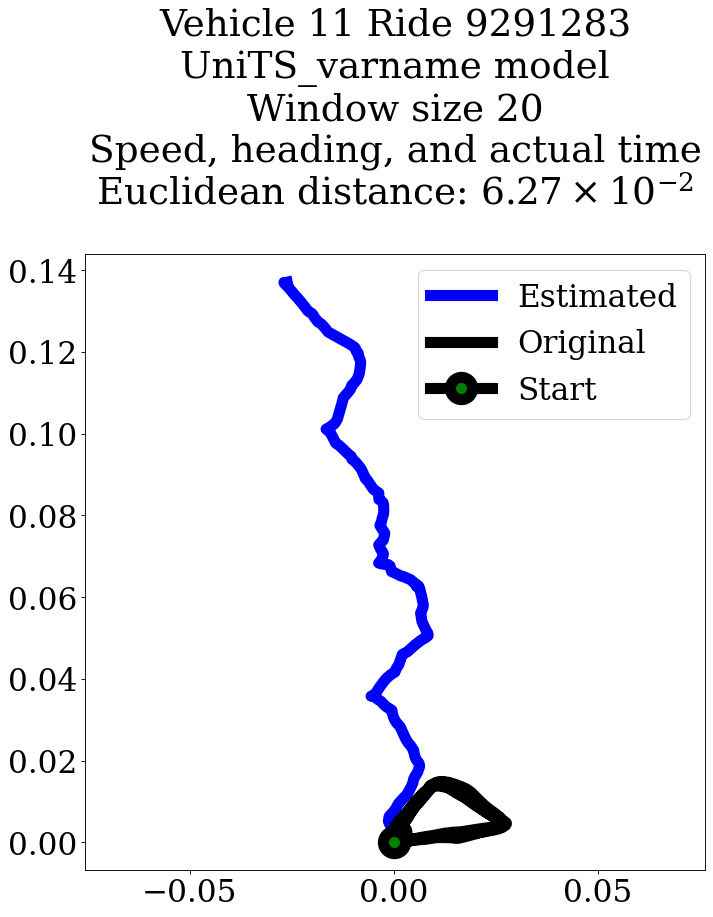 Vehicle 11 Ride 9291283
UniTS_varname model
Window size 20
Speed, heading, and actual time
Euclidean distance: 6.27 × 10⁻²
Estimated
Original
Start
0.14
0.12
0.10
0.08
0.06
0.04
0.02
0.00
−0.05 0.00 0.05